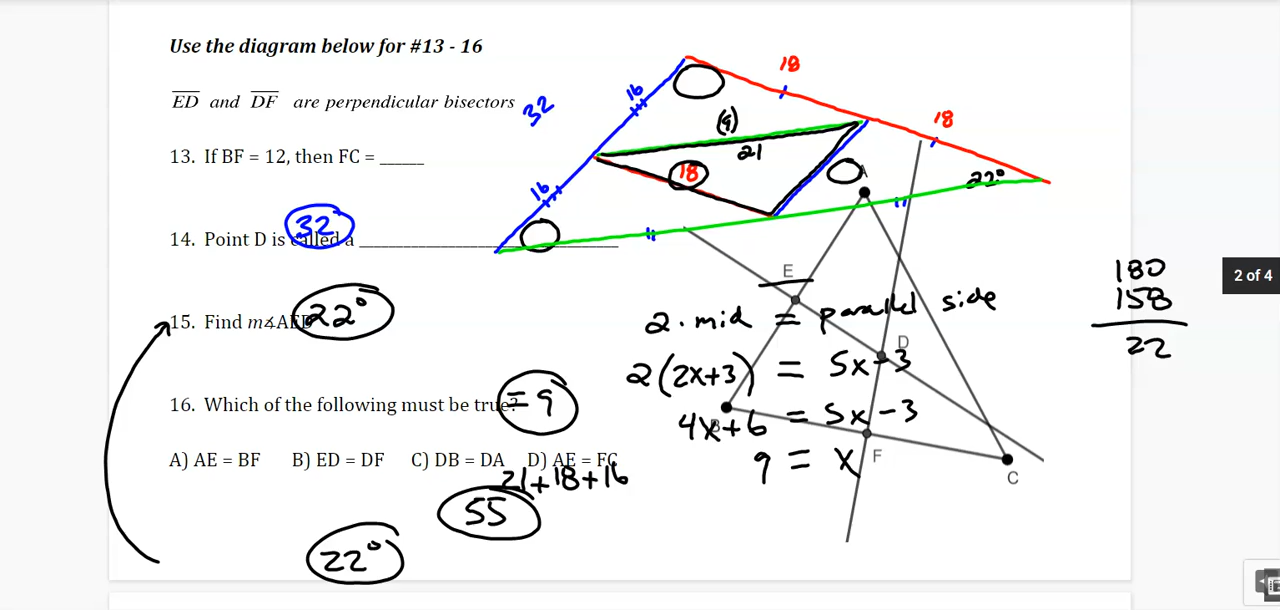 Use the diagram below for #13 - 16
18
16
32
ED and DF are perpendicular bisectors
18
(9)
21
13. If BF = 12, then FC = _____
18
22°
A
16
32
14. Point D is called a ______________________
180
158
22
2 of 4
E
2 · mid = parallel side
15. Find m∡AED
22°
D
2(2x+3) = 5x-3
16. Which of the following must be true?
= 9
B
4x+6 = 5x-3
9 = x
F
A) AE = BF B) ED = DF C) DB = DA D) AE = FC
21+18+16
C
55
22°